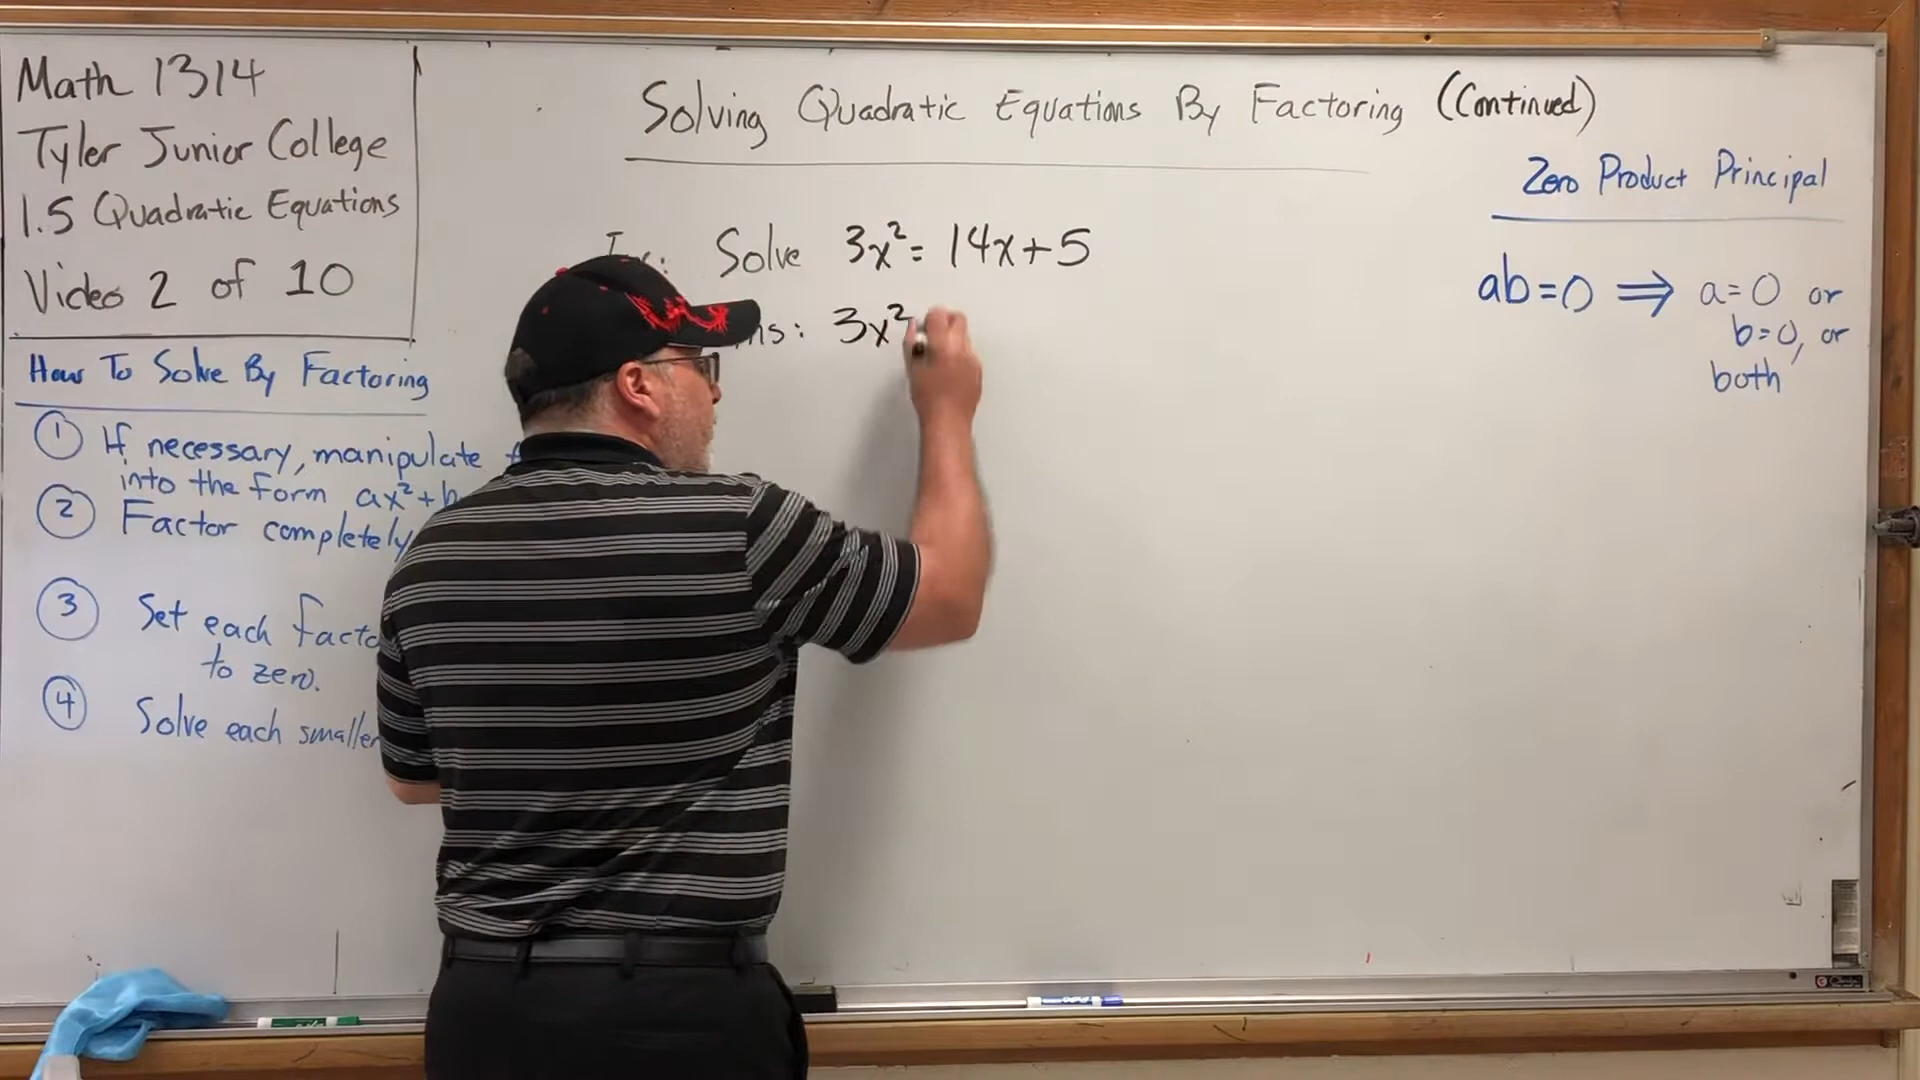 Math 1314
Tyler Junior College
1.5 Quadratic Equations
Video 2 of 10
How To Solve By Factoring
① If necessary, manipulate
into the form ax²+b
② Factor completely
③ Set each facto
to zero.
④ Solve each smaller
Solving Quadratic Equations By Factoring (Continued)
Solve 3x²= 14x+5
ns: 3x²
Zero Product Principal
ab=0 ⟹ a=0 or
b=0, or
both